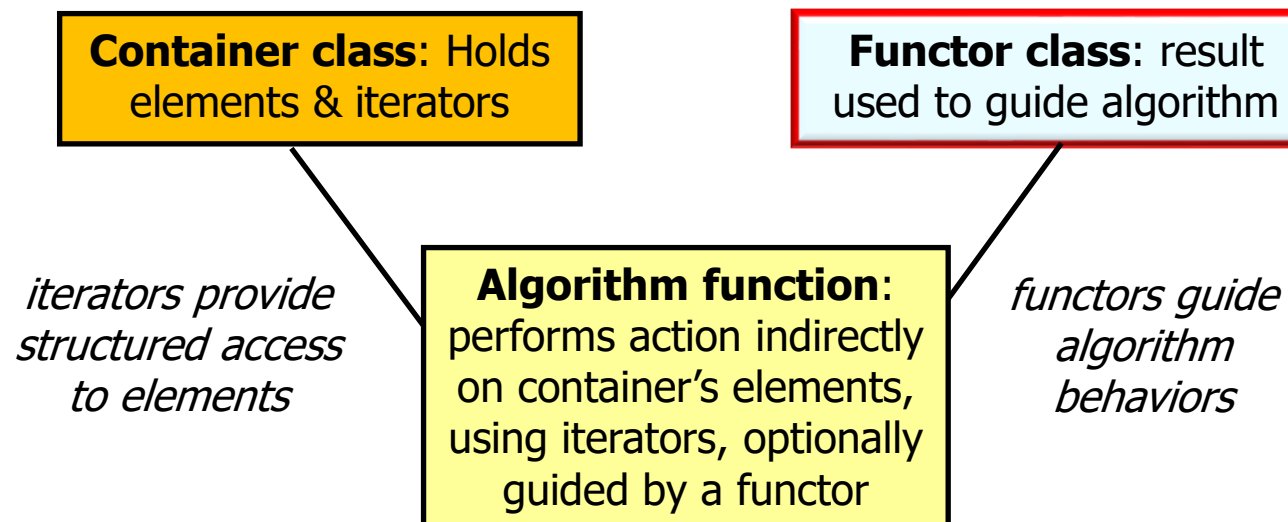 Container class: Holds
elements & iterators
Functor class: result
used to guide algorithm
iterators provide
structured access
to elements
Algorithm function:
performs action indirectly
on container’s elements,
using iterators, optionally
guided by a functor
functors guide
algorithm
behaviors